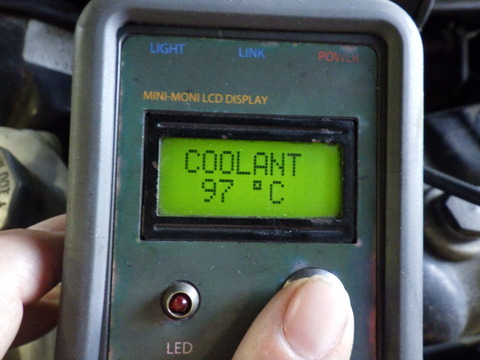 LIGHT LINK POWER
MINI-MONI LCD DISPLAY
COOLANT
97 °C
LED